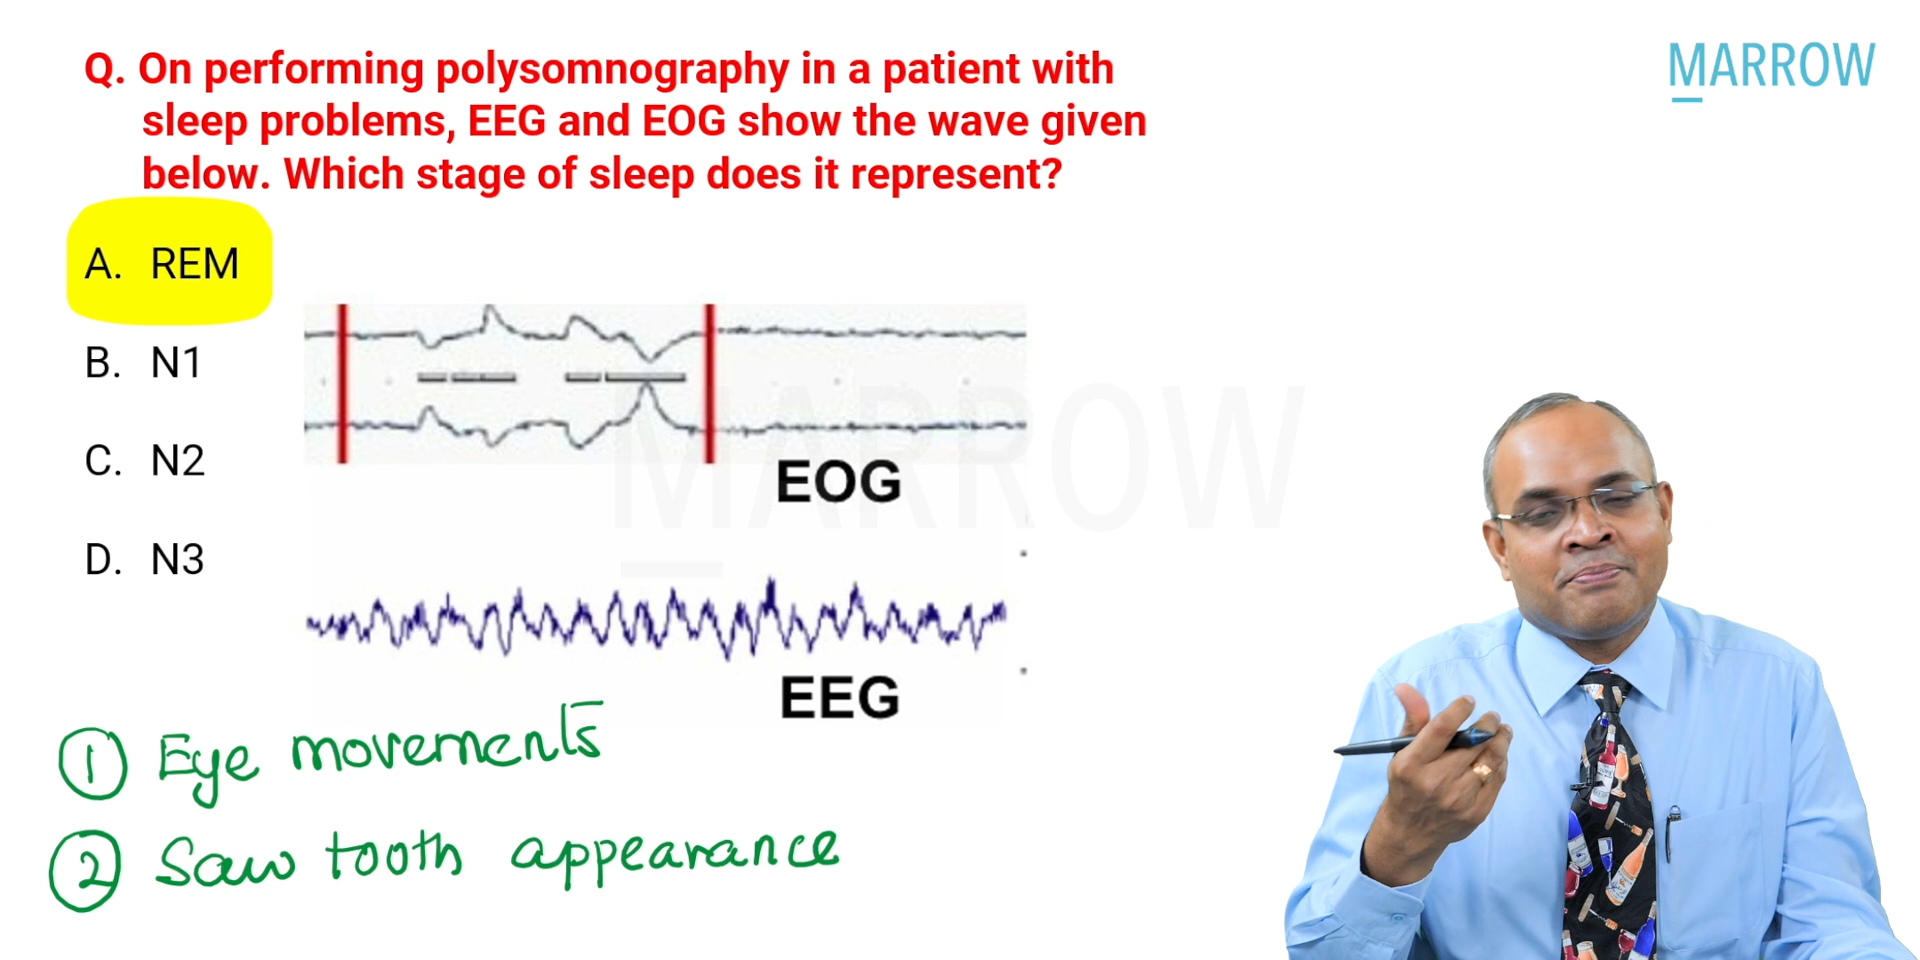 MARROW
Q. On performing polysomnography in a patient with
sleep problems, EEG and EOG show the wave given
below. Which stage of sleep does it represent?
A. REM
B. N1
C. N2
D. N3
MARROW
EOG
EEG
① Eye movements
② Saw tooth appearance